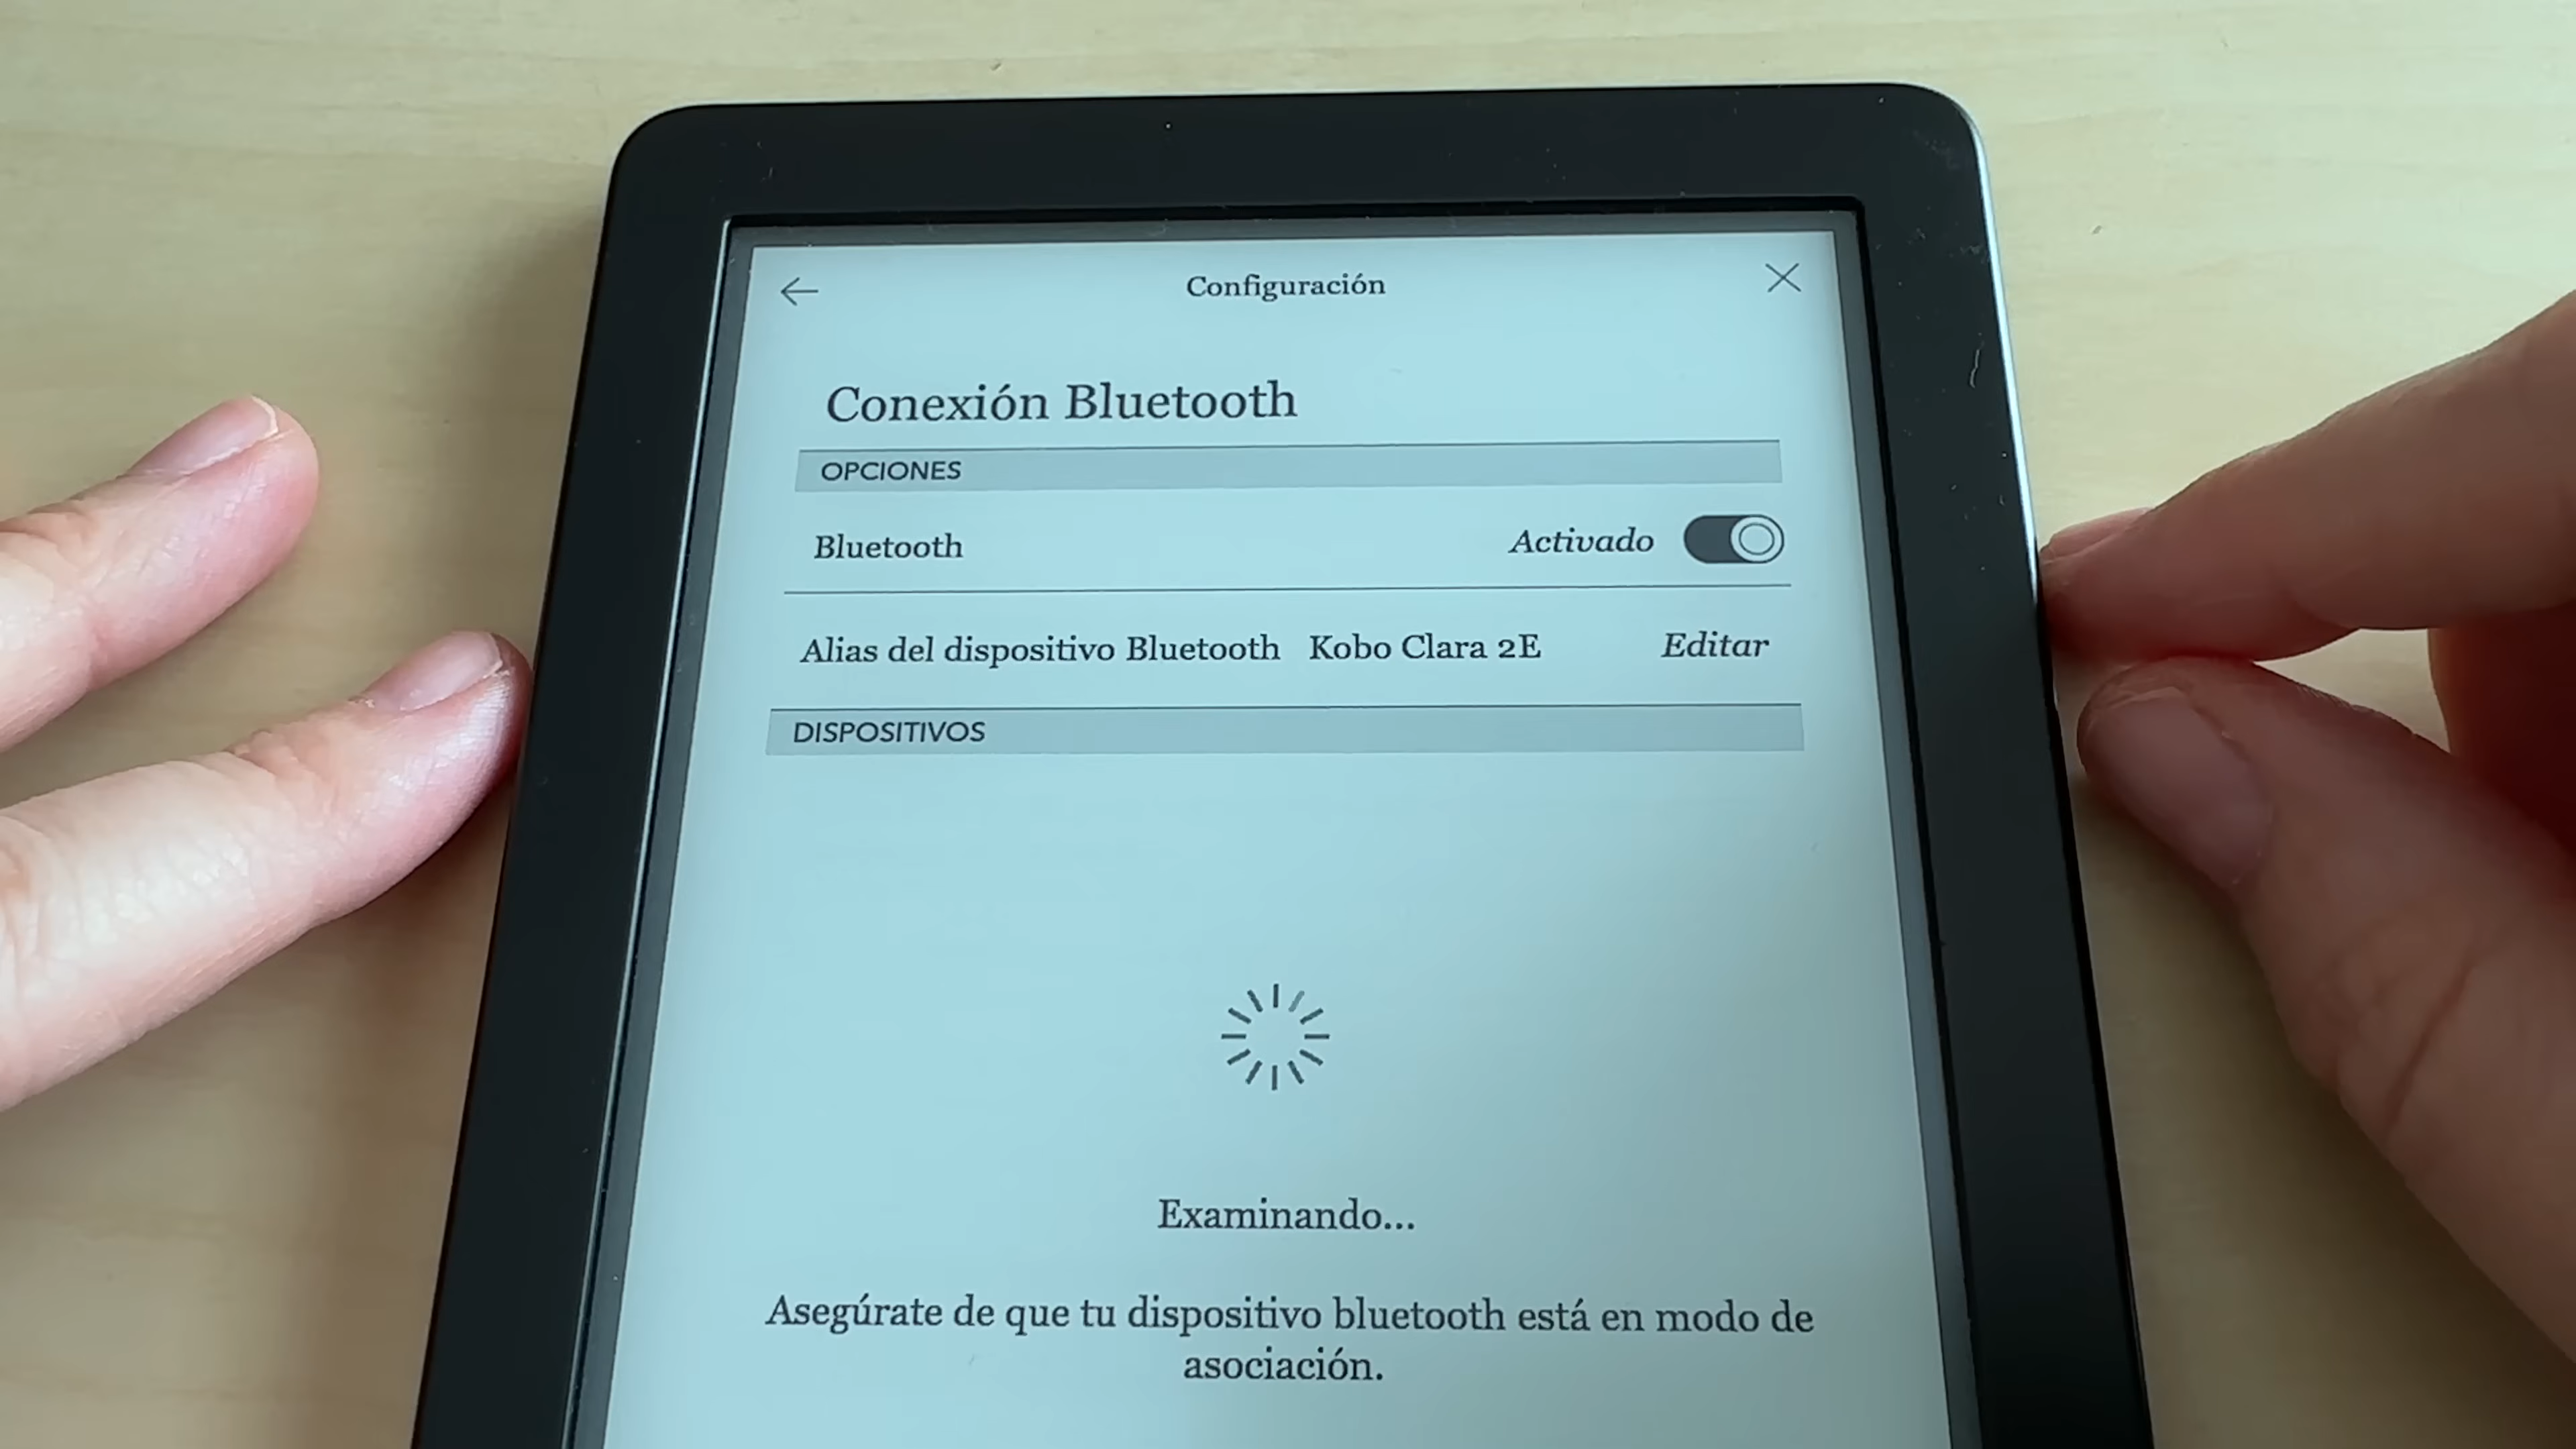 Configuración
Conexión Bluetooth
OPCIONES
Bluetooth Activado
Alias del dispositivo Bluetooth Kobo Clara 2E Editar
DISPOSITIVOS
Examinando...
Asegúrate de que tu dispositivo bluetooth está en modo de
asociación.